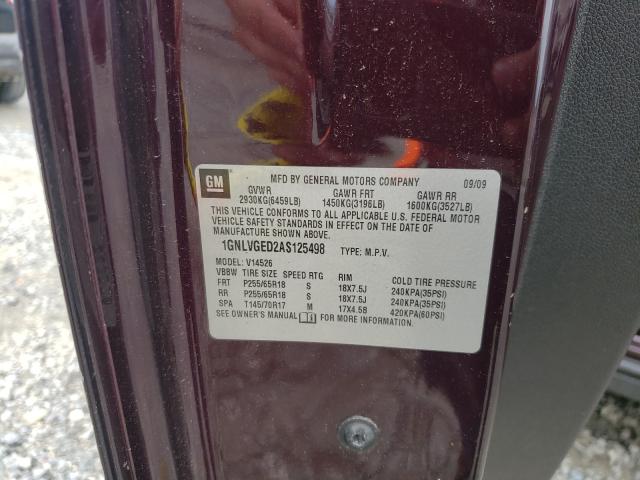 GM MFD BY GENERAL MOTORS COMPANY 09/09
GVWR GAWR FRT GAWR RR
2930KG(6459LB) 1450KG(3196LB) 1600KG(3527LB)
THIS VEHICLE CONFORMS TO ALL APPLICABLE U.S. FEDERAL MOTOR
VEHICLE SAFETY STANDARDS IN EFFECT ON THE DATE OF
MANUFACTURE SHOWN ABOVE.
1GNLVGED2AS125498 TYPE: M.P.V.
MODEL: V14526
VBBW TIRE SIZE SPEED RTG RIM COLD TIRE PRESSURE
FRT P255/65R18 S 18X7.5J 240KPA(35PSI)
RR P255/65R18 S 18X7.5J 240KPA(35PSI)
SPA T145/70R17 M 17X4.5B 420KPA(60PSI)
SEE OWNER'S MANUAL FOR MORE INFORMATION.